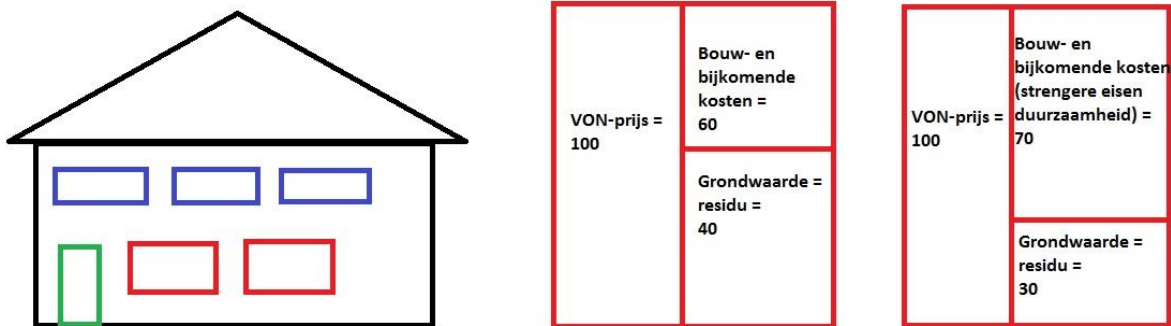 VON-prijs =
100
Bouw- en
bijkomende
kosten =
60
Grondwaarde =
residu =
40
VON-prijs =
100
Bouw- en
bijkomende kosten
(strengere eisen
duurzaamheid) =
70
Grondwaarde =
residu =
30